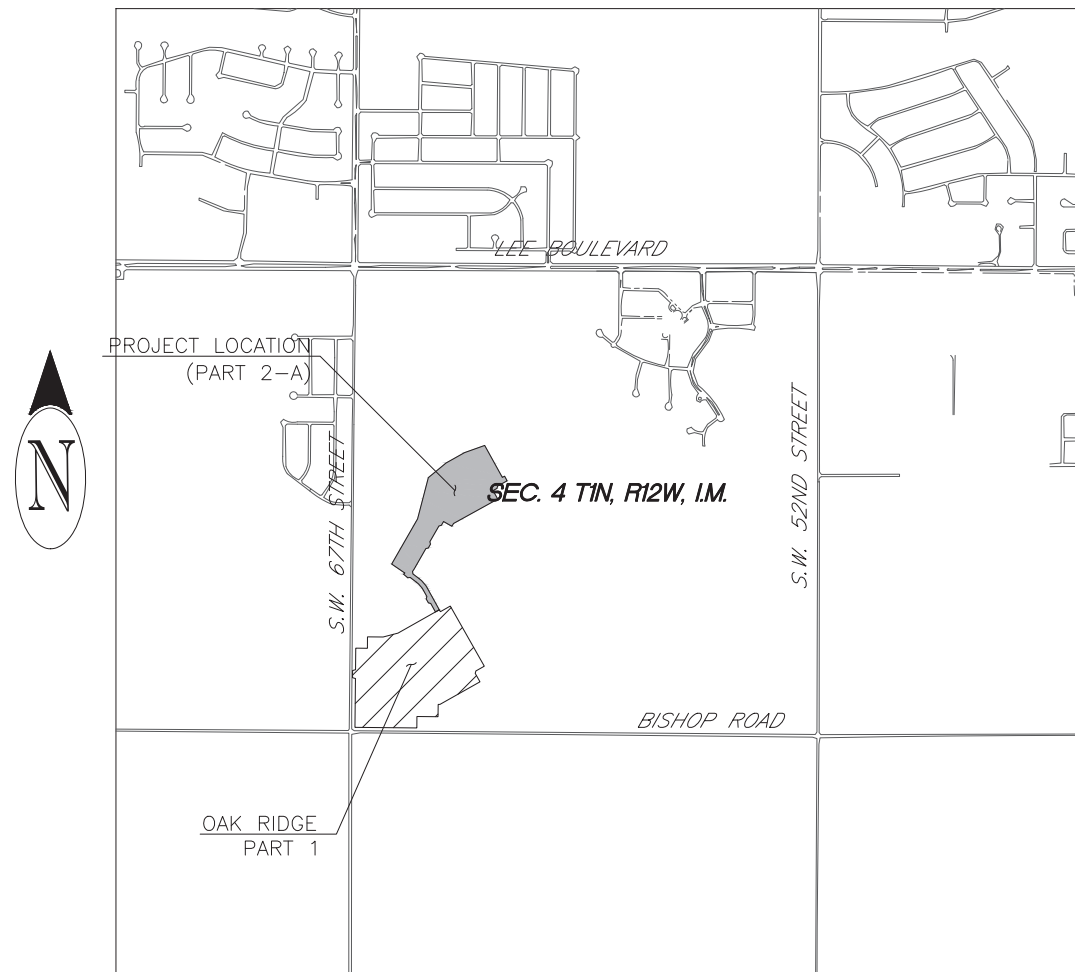 LEE BOULEVARD
PROJECT LOCATION
(PART 2-A)
N
S.W. 67TH STREET
SEC. 4 T1N, R12W, I.M.
S.W. 52ND STREET
BISHOP ROAD
OAK RIDGE
PART 1